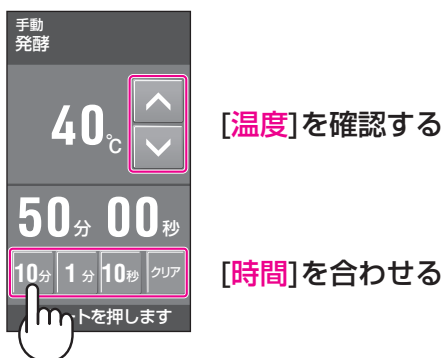 手動
発酵
40℃
[温度]を確認する
50分 00秒
10分 1分 10秒 クリア
[時間]を合わせる
ートを押します